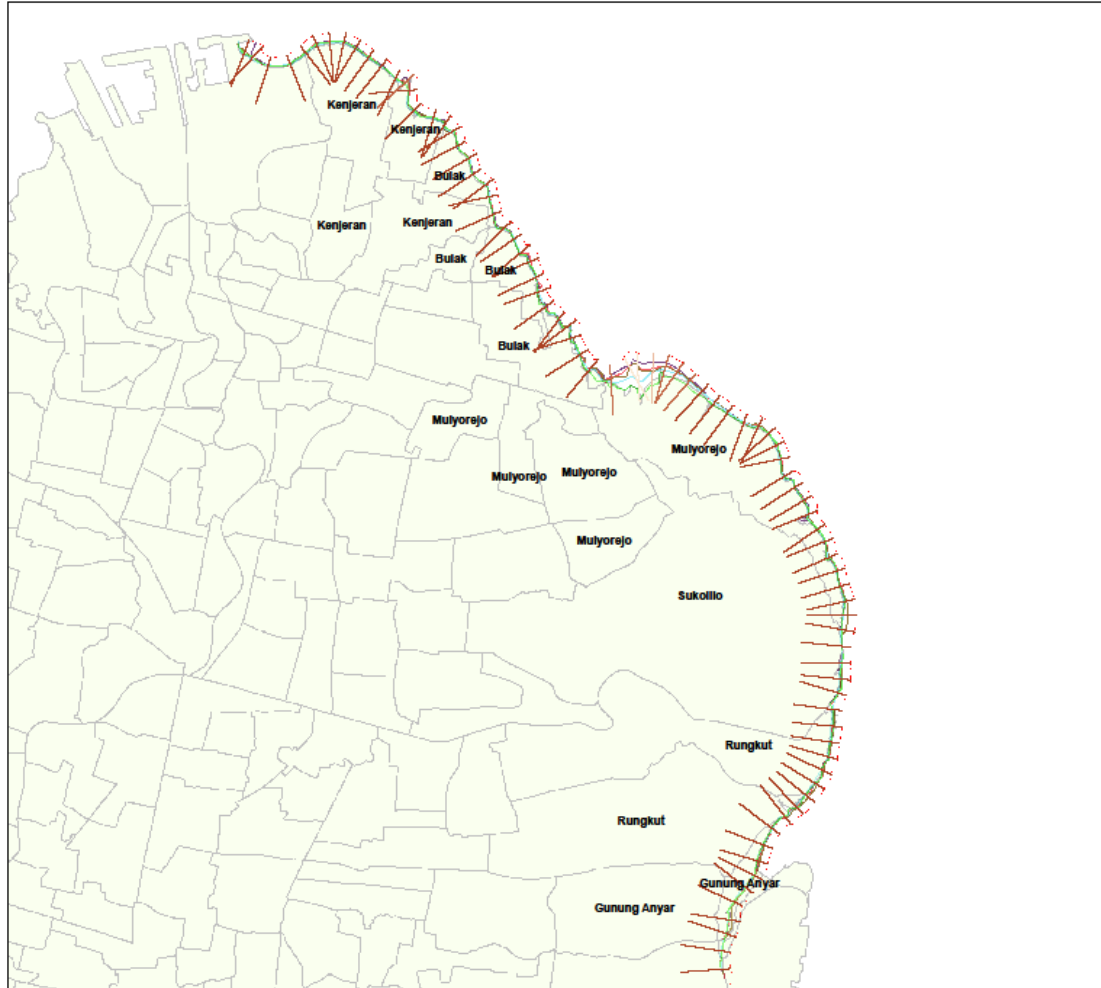 Kenjeran
Kenjeran
Bulak
Kenjeran
Kenjeran
Bulak
Bulak
Bulak
Mulyorejo
Mulyorejo
Mulyorejo
Mulyorejo
Mulyorejo
Sukolilo
Rungkut
Rungkut
Gunung Anyar
Gunung Anyar